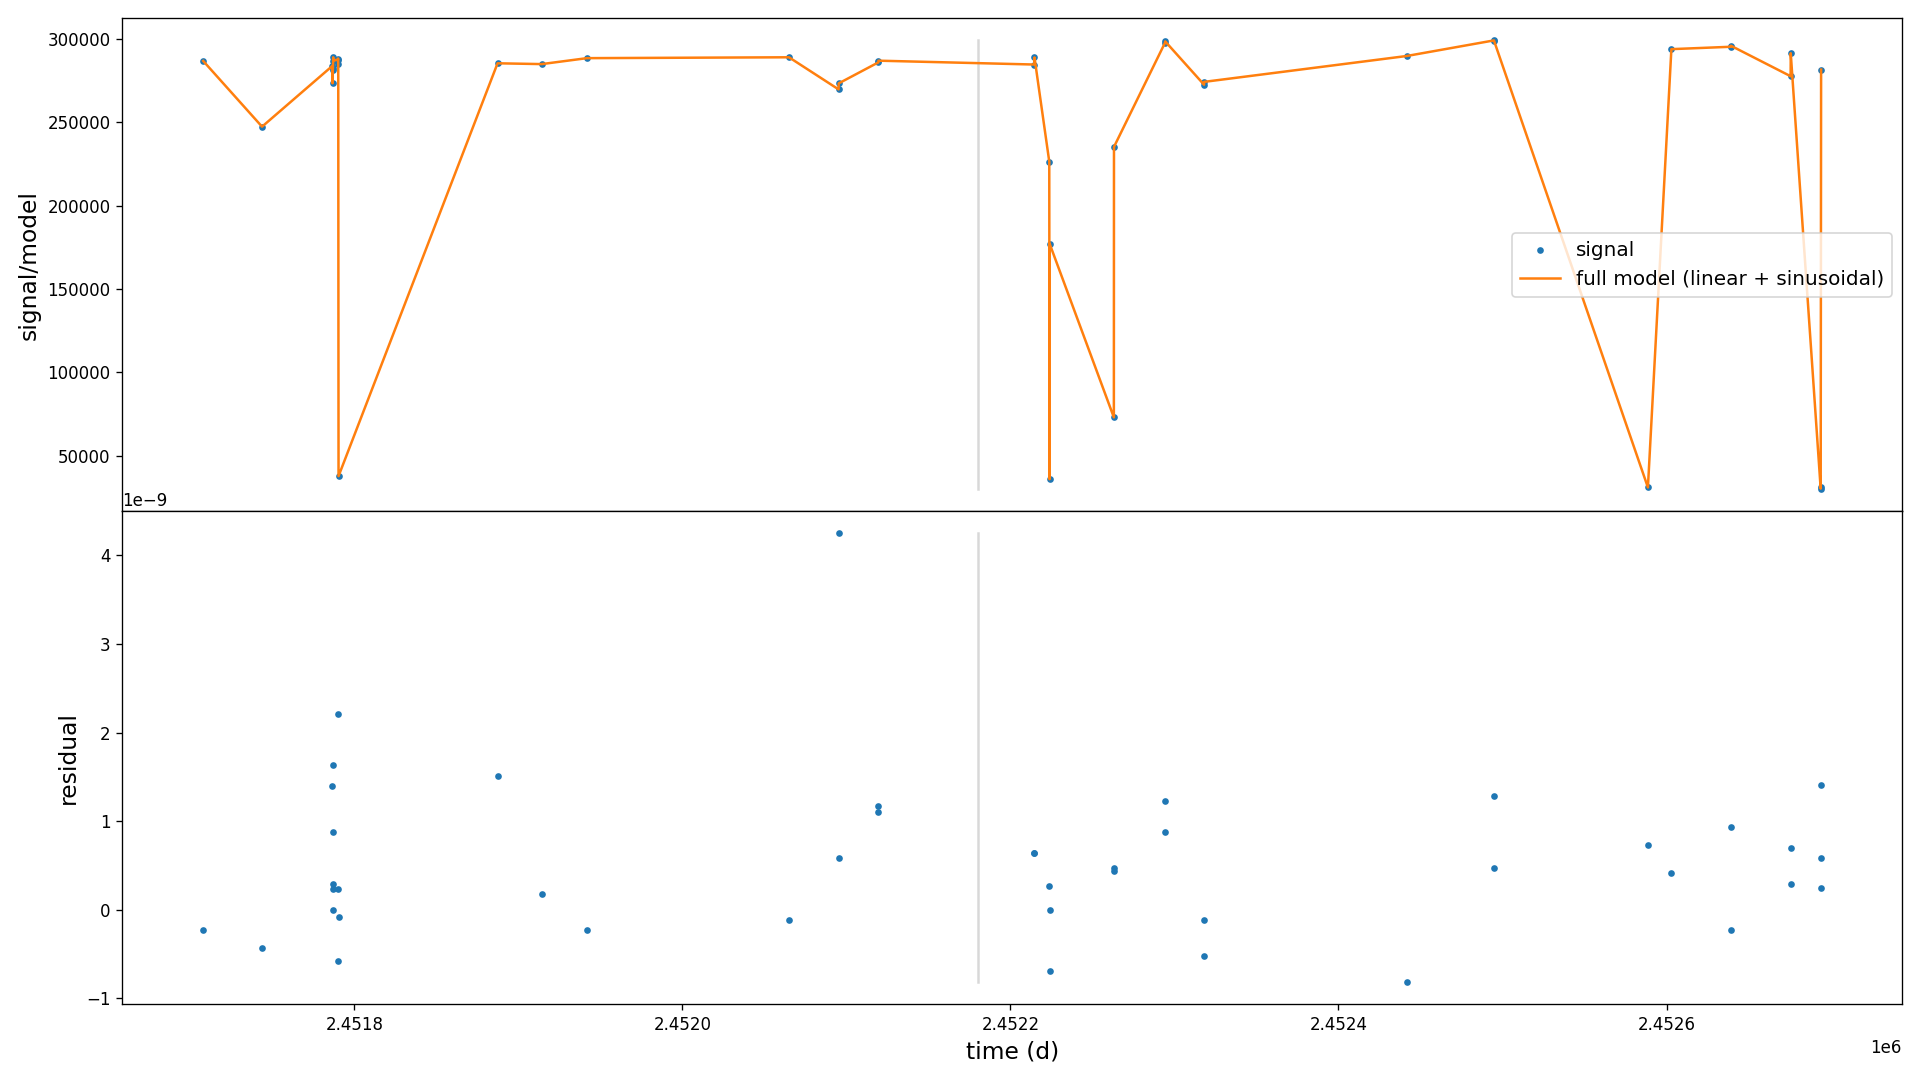 300000
250000
200000
150000
100000
50000
signal/model
signal
full model (linear + sinusoidal)
1e−9
4
3
2
1
0
−1
residual
2.4518
2.4520
2.4522
2.4524
2.4526
time (d)
1e6